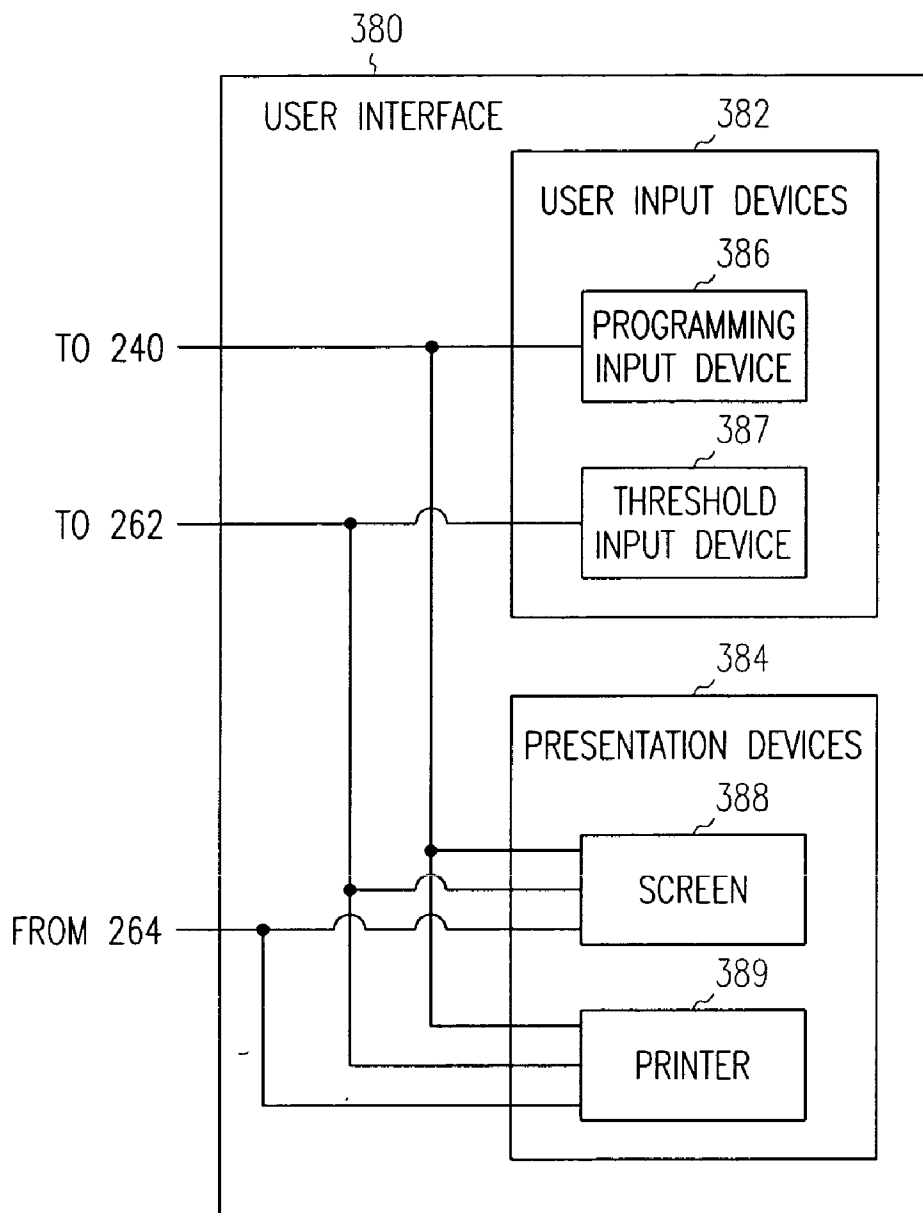 380
USER INTERFACE
382
USER INPUT DEVICES
386
PROGRAMMING
INPUT DEVICE
TO 240
387
THRESHOLD
INPUT DEVICE
TO 262
384
PRESENTATION DEVICES
388
SCREEN
FROM 264
389
PRINTER